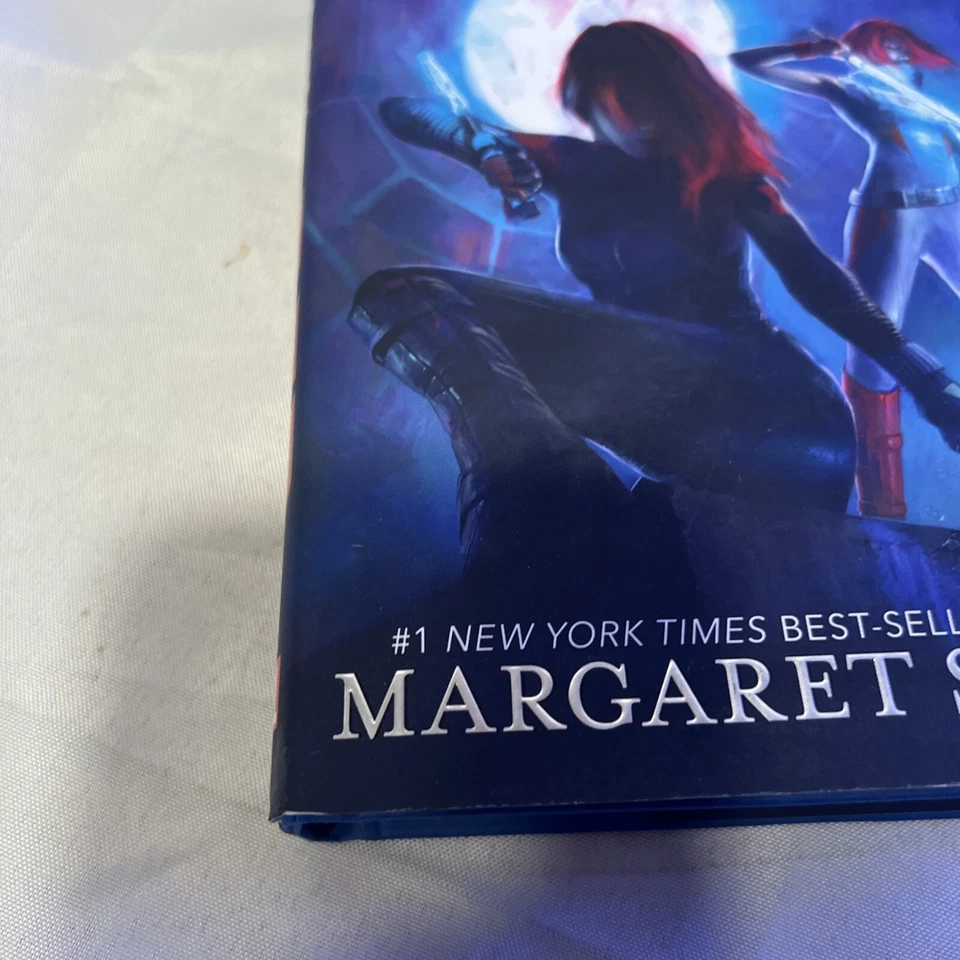 #1 NEW YORK TIMES BEST-SELL
MARGARET S